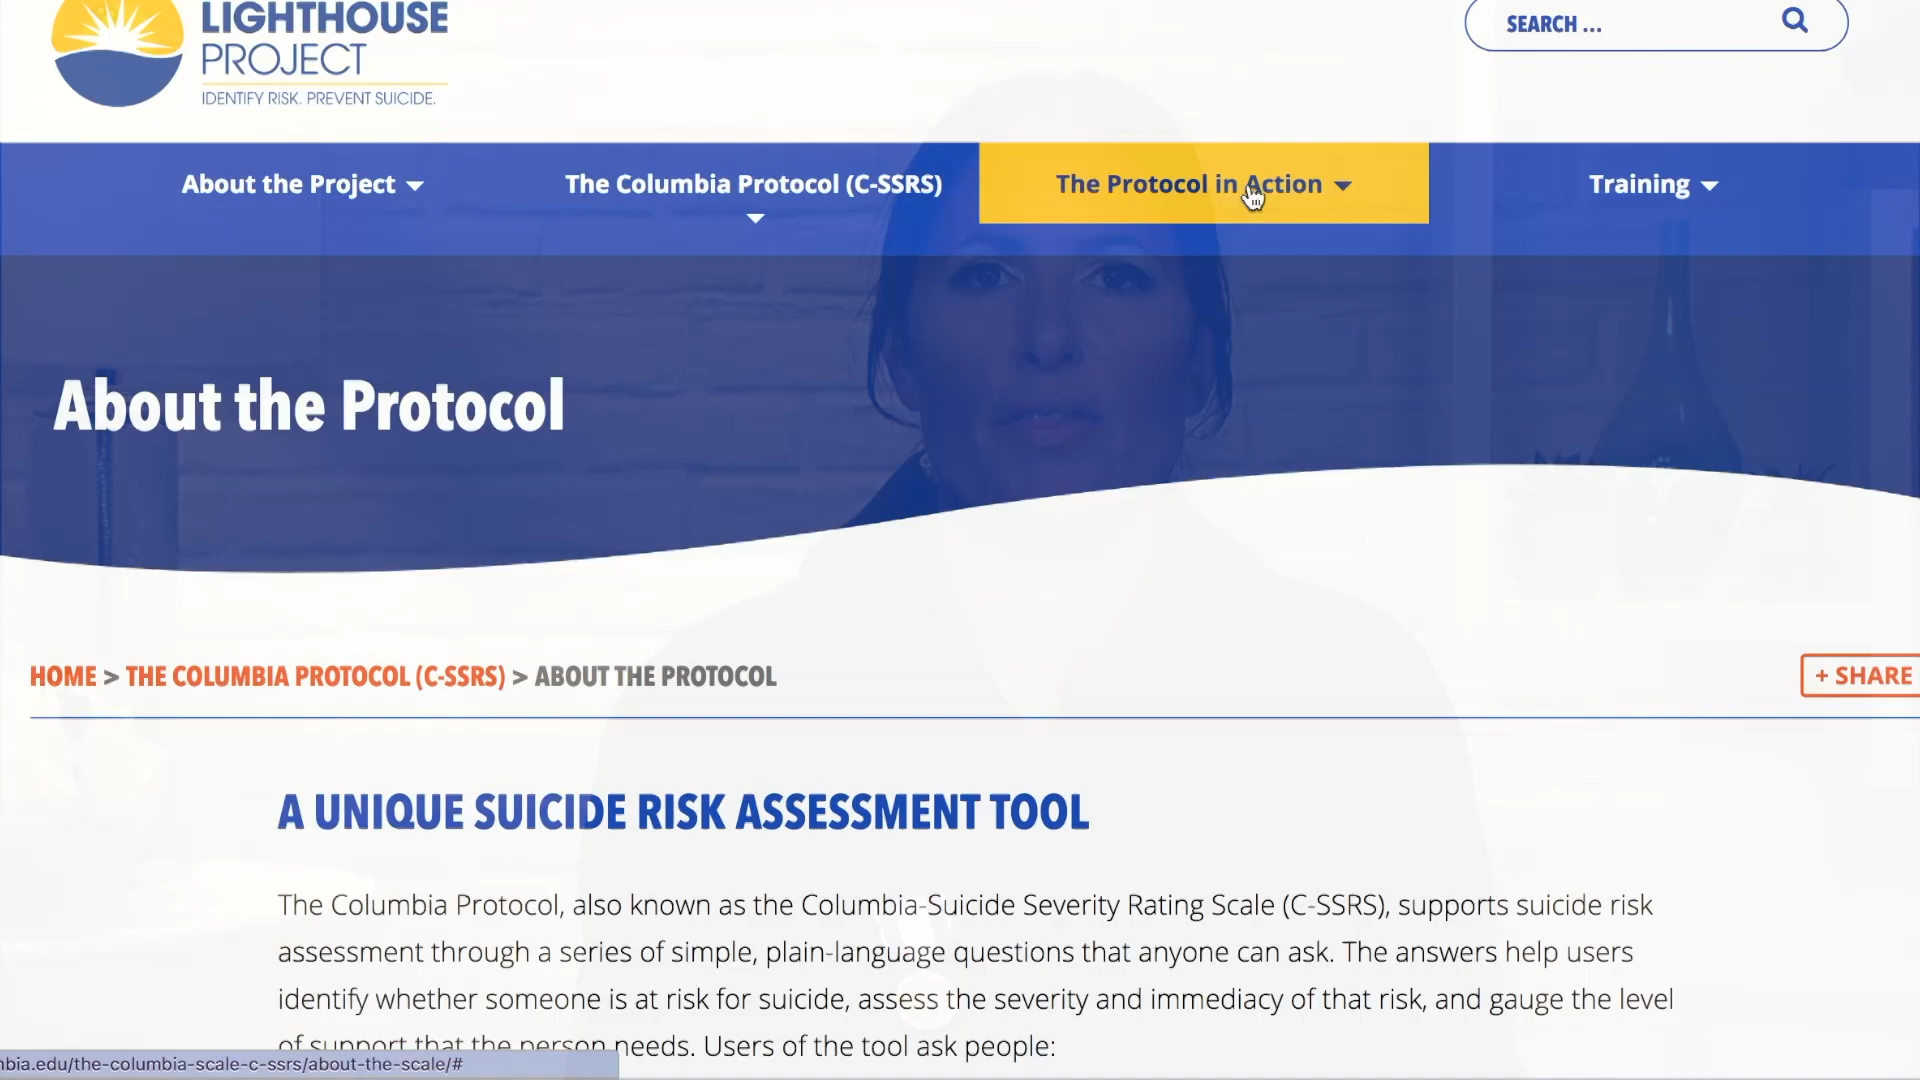 LIGHTHOUSE
PROJECT
IDENTIFY RISK. PREVENT SUICIDE.
SEARCH ...
About the Project
The Columbia Protocol (C-SSRS)
The Protocol in Action
Training
About the Protocol
HOME > THE COLUMBIA PROTOCOL (C-SSRS) > ABOUT THE PROTOCOL
+ SHARE
A UNIQUE SUICIDE RISK ASSESSMENT TOOL
The Columbia Protocol, also known as the Columbia-Suicide Severity Rating Scale (C-SSRS), supports suicide risk
assessment through a series of simple, plain-language questions that anyone can ask. The answers help users
identify whether someone is at risk for suicide, assess the severity and immediacy of that risk, and gauge the level
of support that the person needs. Users of the tool ask people:
bia.edu/the-columbia-scale-c-ssrs/about-the-scale/#